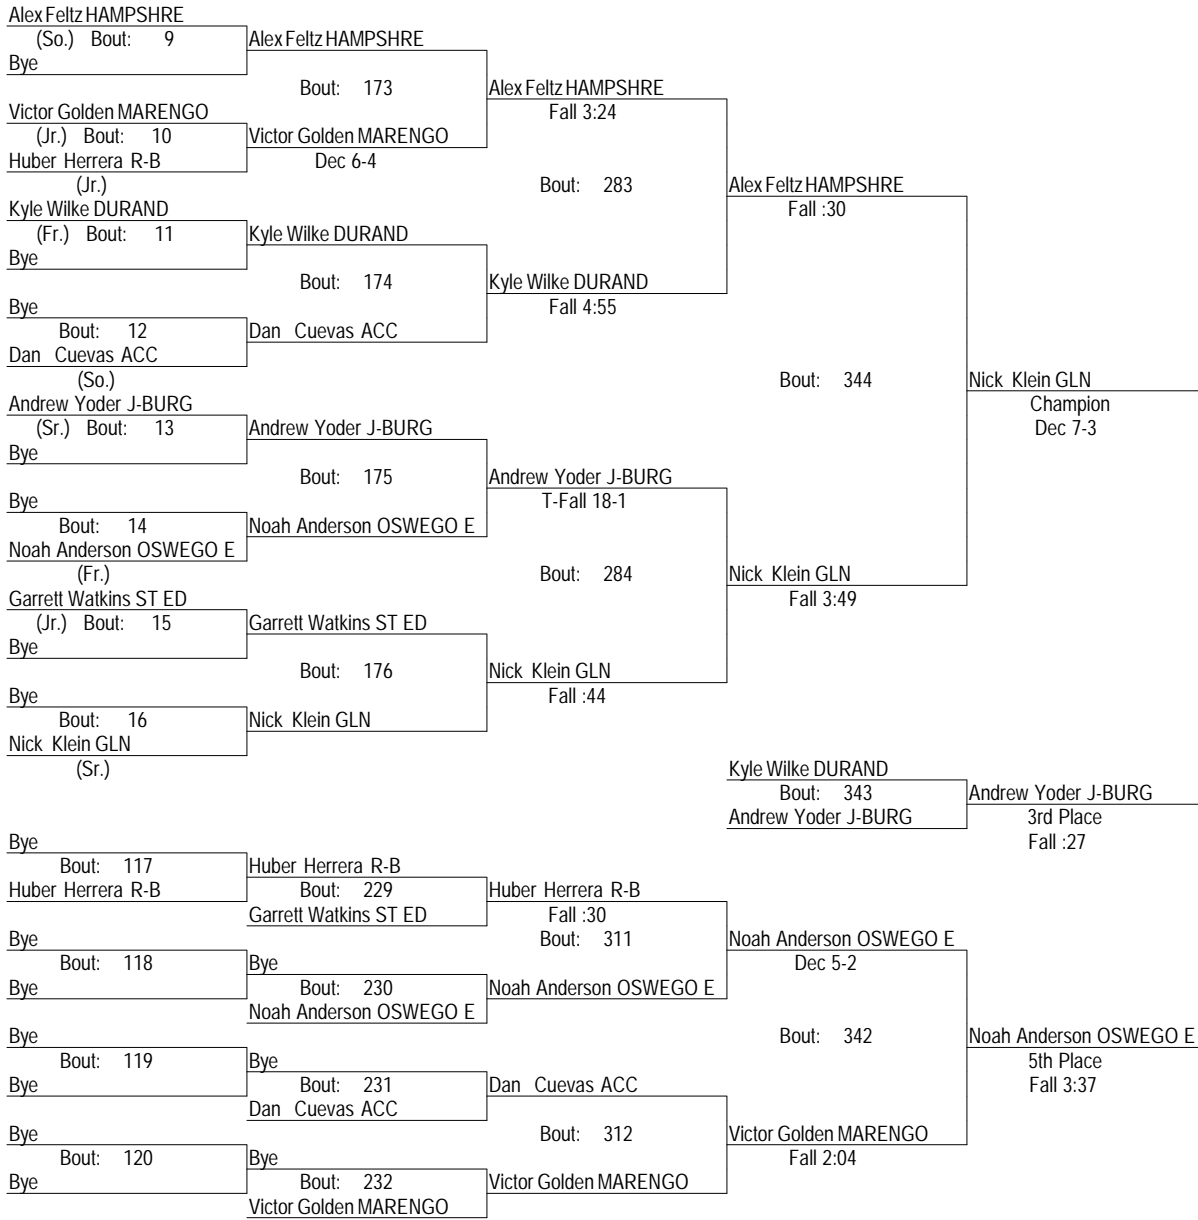 Alex Feltz HAMPSHRE
(So.) Bout: 9
Alex Feltz HAMPSHRE
Bye
Bout: 173
Alex Feltz HAMPSHRE
Victor Golden MARENGO
Fall 3:24
(Jr.) Bout: 10
Victor Golden MARENGO
Huber Herrera R-B
Dec 6-4
(Jr.)
Bout: 283
Alex Feltz HAMPSHRE
Kyle Wilke DURAND
Fall :30
(Fr.) Bout: 11
Kyle Wilke DURAND
Bye
Bout: 174
Kyle Wilke DURAND
Bye
Fall 4:55
Bout: 12
Dan Cuevas ACC
Dan Cuevas ACC
(So.)
Bout: 344
Nick Klein GLN
Andrew Yoder J-BURG
Champion
(Sr.) Bout: 13
Andrew Yoder J-BURG
Dec 7-3
Bye
Bout: 175
Andrew Yoder J-BURG
Bye
T-Fall 18-1
Bout: 14
Noah Anderson OSWEGO E
Noah Anderson OSWEGO E
(Fr.)
Bout: 284
Nick Klein GLN
Garrett Watkins ST ED
Fall 3:49
(Jr.) Bout: 15
Garrett Watkins ST ED
Bye
Bout: 176
Nick Klein GLN
Bye
Fall :44
Bout: 16
Nick Klein GLN
Nick Klein GLN
(Sr.)
Kyle Wilke DURAND
Bout: 343
Andrew Yoder J-BURG
Andrew Yoder J-BURG
3rd Place
Fall :27
Bye
Bout: 117
Huber Herrera R-B
Huber Herrera R-B
Bout: 229
Huber Herrera R-B
Garrett Watkins ST ED
Fall :30
Bye
Bout: 311
Noah Anderson OSWEGO E
Bout: 118
Bye
Dec 5-2
Bye
Bout: 230
Noah Anderson OSWEGO E
Noah Anderson OSWEGO E
Bye
Bout: 342
Noah Anderson OSWEGO E
Bout: 119
Bye
5th Place
Bye
Bout: 231
Dan Cuevas ACC
Fall 3:37
Dan Cuevas ACC
Bye
Bout: 312
Victor Golden MARENGO
Bout: 120
Bye
Fall 2:04
Bye
Bout: 232
Victor Golden MARENGO
Victor Golden MARENGO